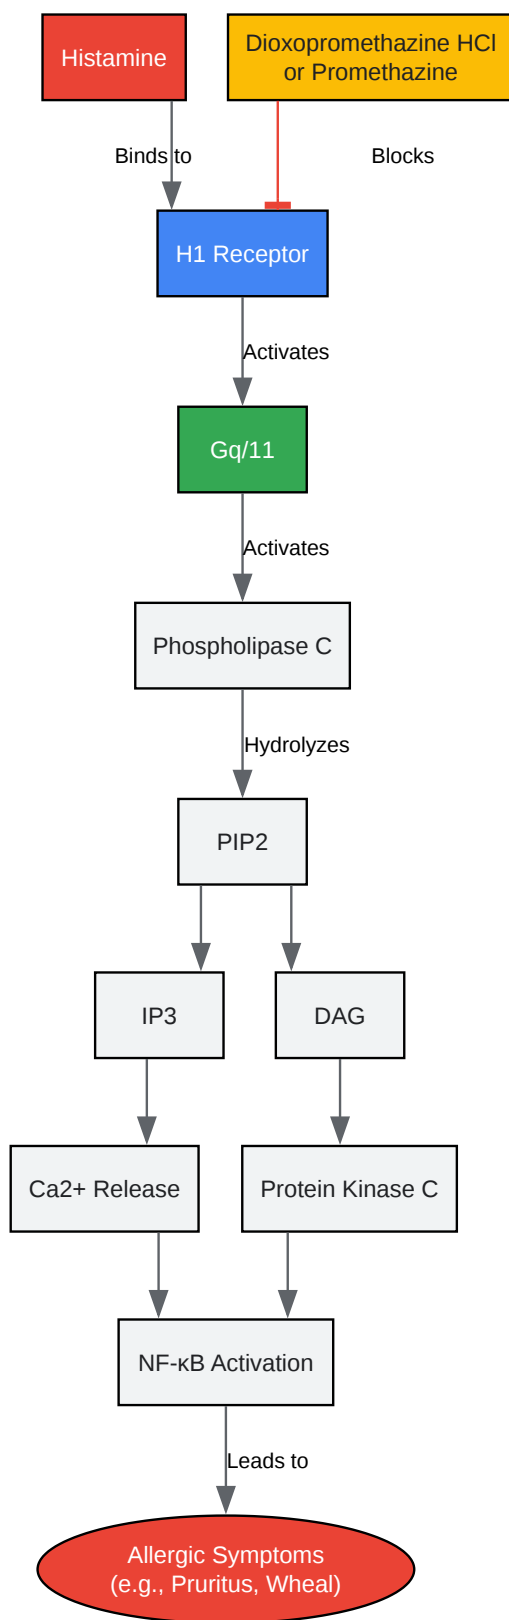 Histamine
Dioxopromethazine HCl
or Promethazine
Binds to
Blocks
H1 Receptor
Activates
Gq/11
Activates
Phospholipase C
Hydrolyzes
PIP2
IP3
DAG
Ca2+ Release
Protein Kinase C
NF-κB Activation
Leads to
Allergic Symptoms
(e.g., Pruritus, Wheal)